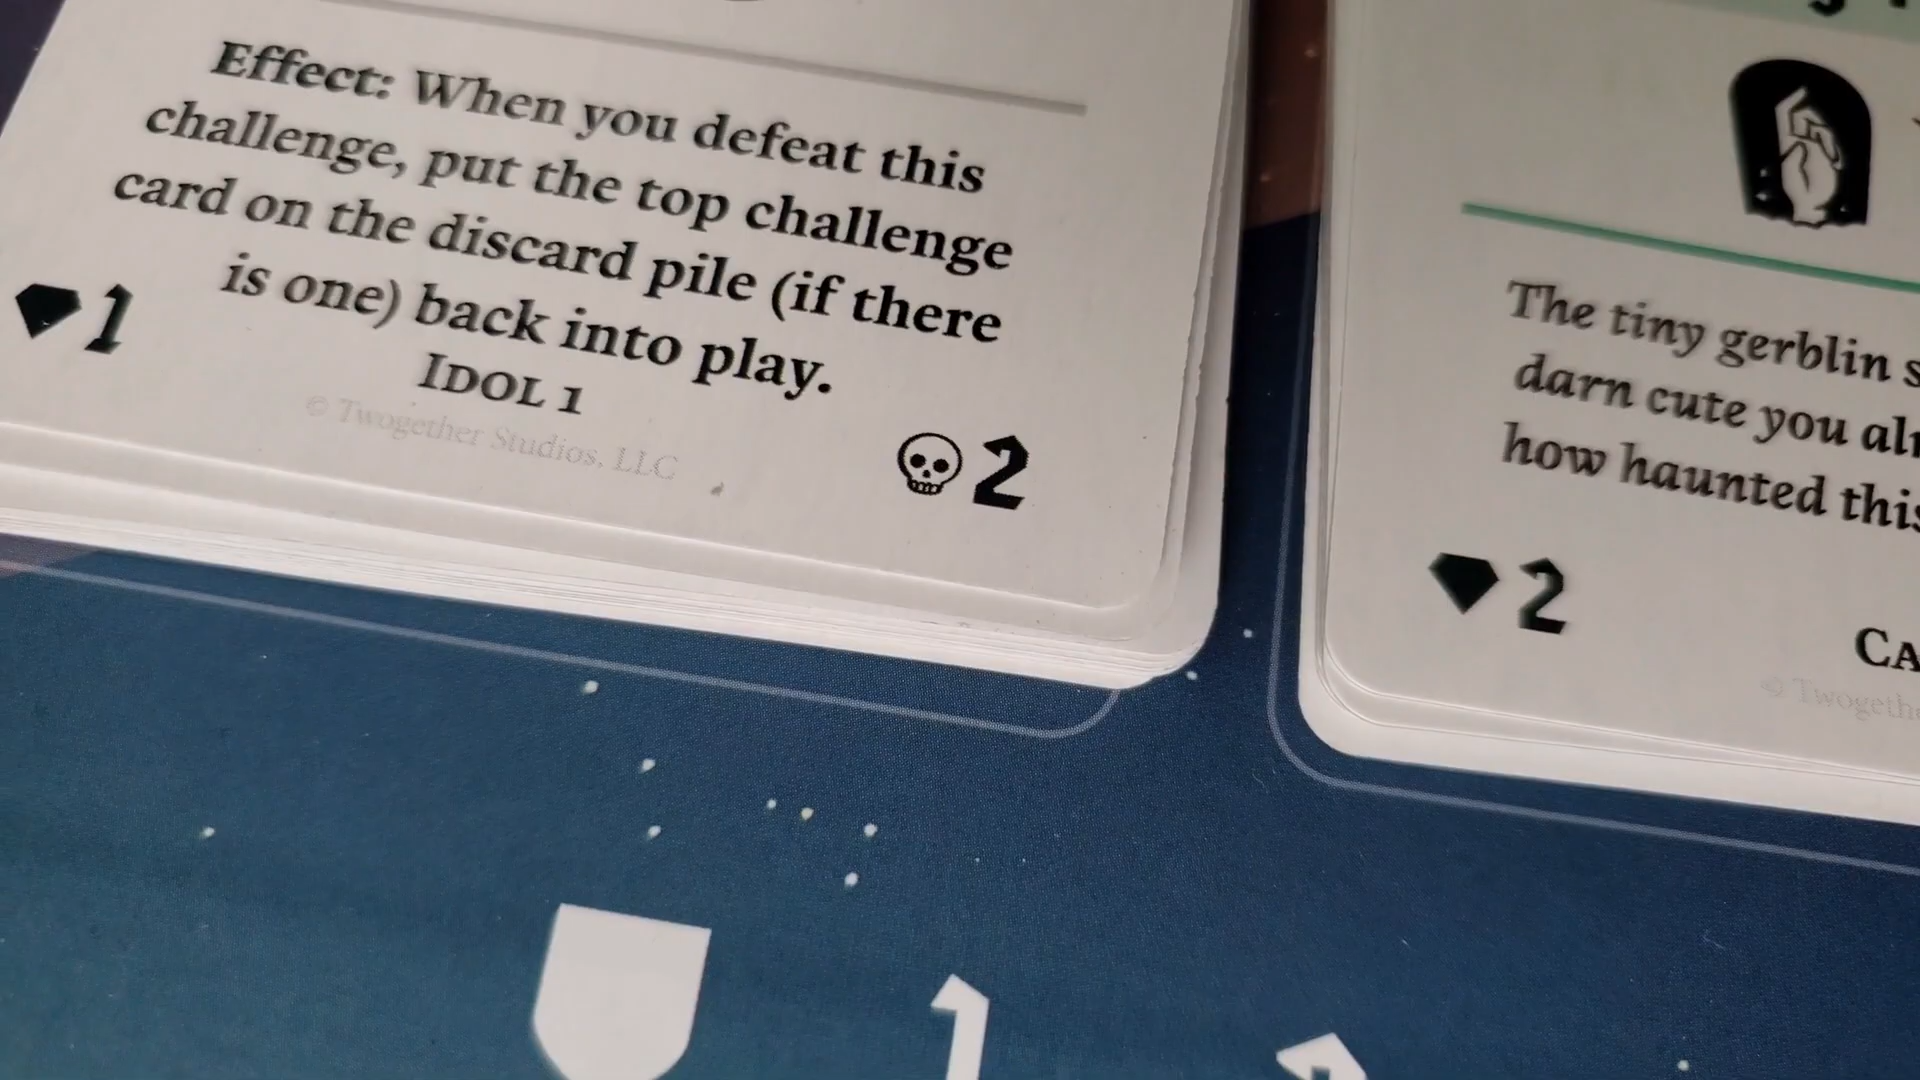 Effect: When you defeat this
challenge, put the top challenge
card on the discard pile (if there
is one) back into play.
1
IDOL 1
© Twogether Studios, LLC
2
The tiny gerblin
darn cute you
how haunted this
2
© 
1